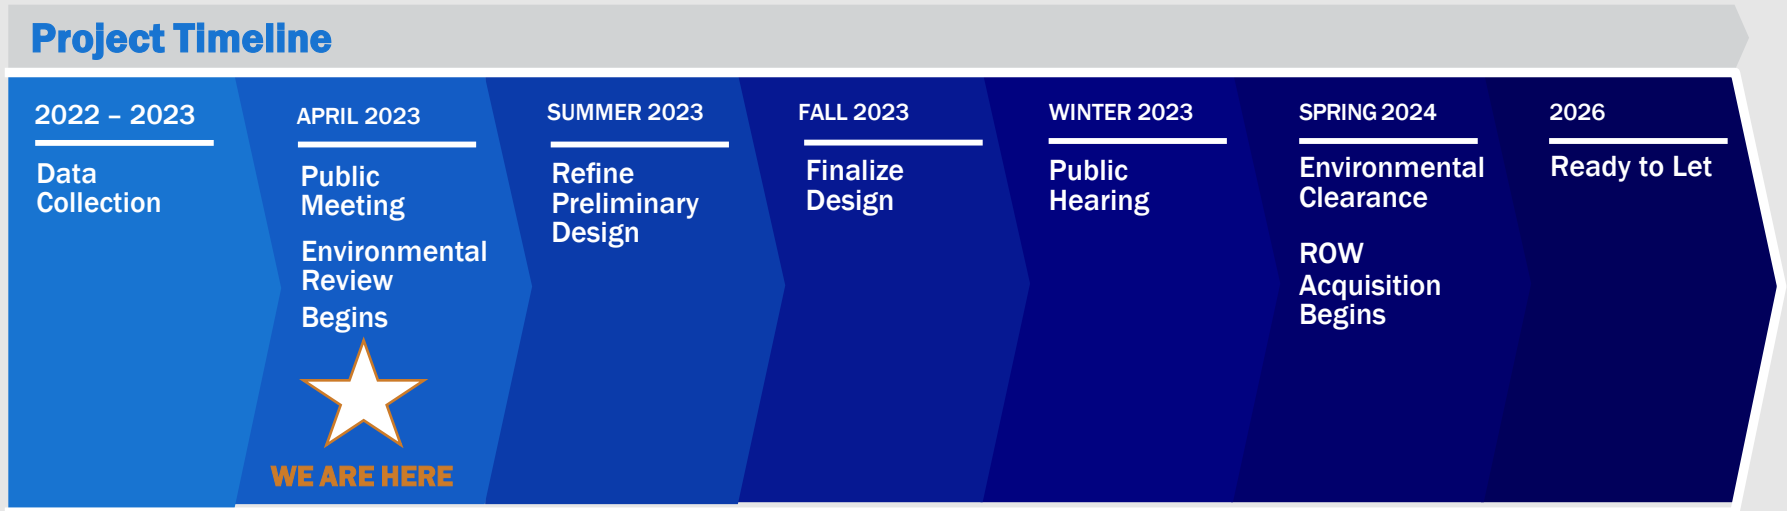 Project Timeline
2022 – 2023
Data
Collection
APRIL 2023
Public
Meeting
Environmental
Review
Begins
WE ARE HERE
SUMMER 2023
Refine
Preliminary
Design
FALL 2023
Finalize
Design
WINTER 2023
Public
Hearing
SPRING 2024
Environmental
Clearance
ROW
Acquisition
Begins
2026
Ready to Let